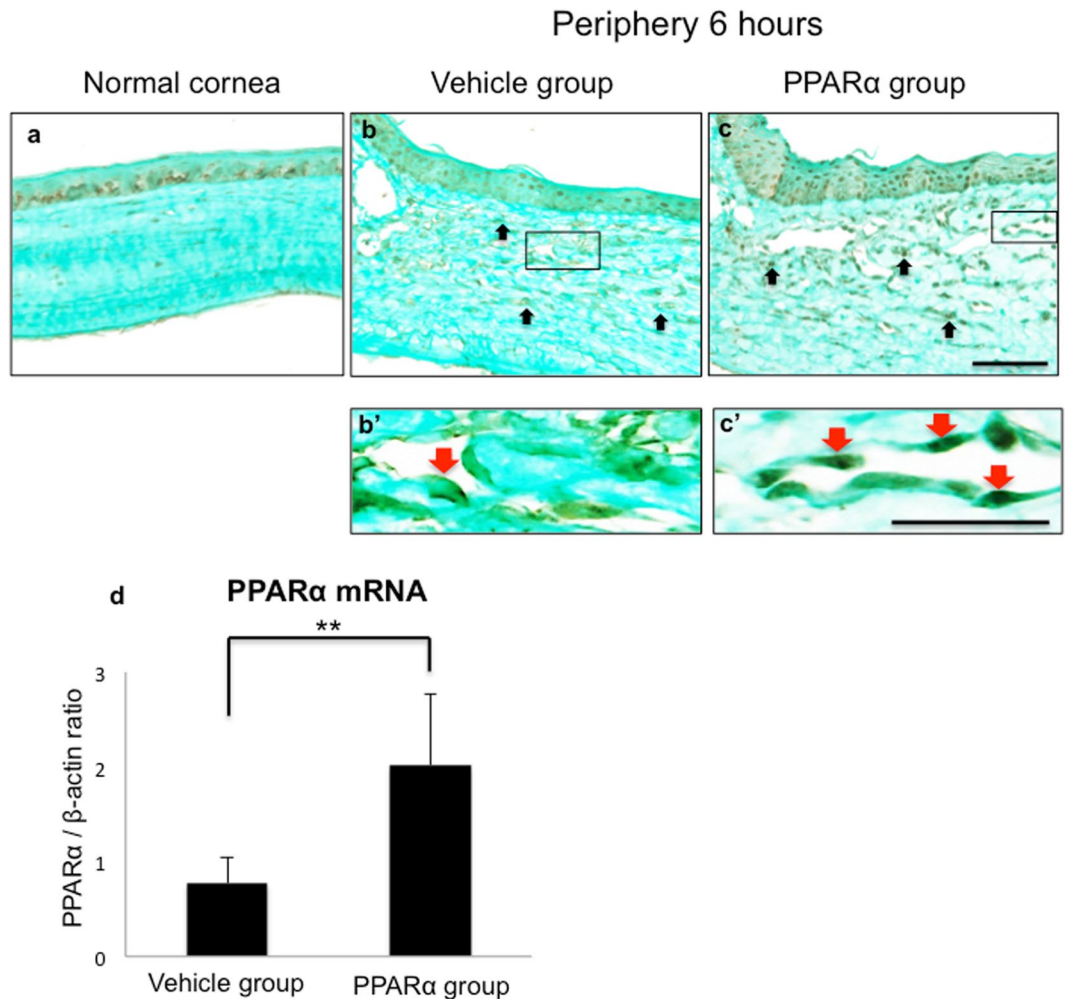 Periphery 6 hours
Normal cornea
Vehicle group
PPARα group
a
b
c
b'
c'
d
PPARα mRNA
**
PPARα / β-actin ratio
3
2
1
0
Vehicle group
PPARα group